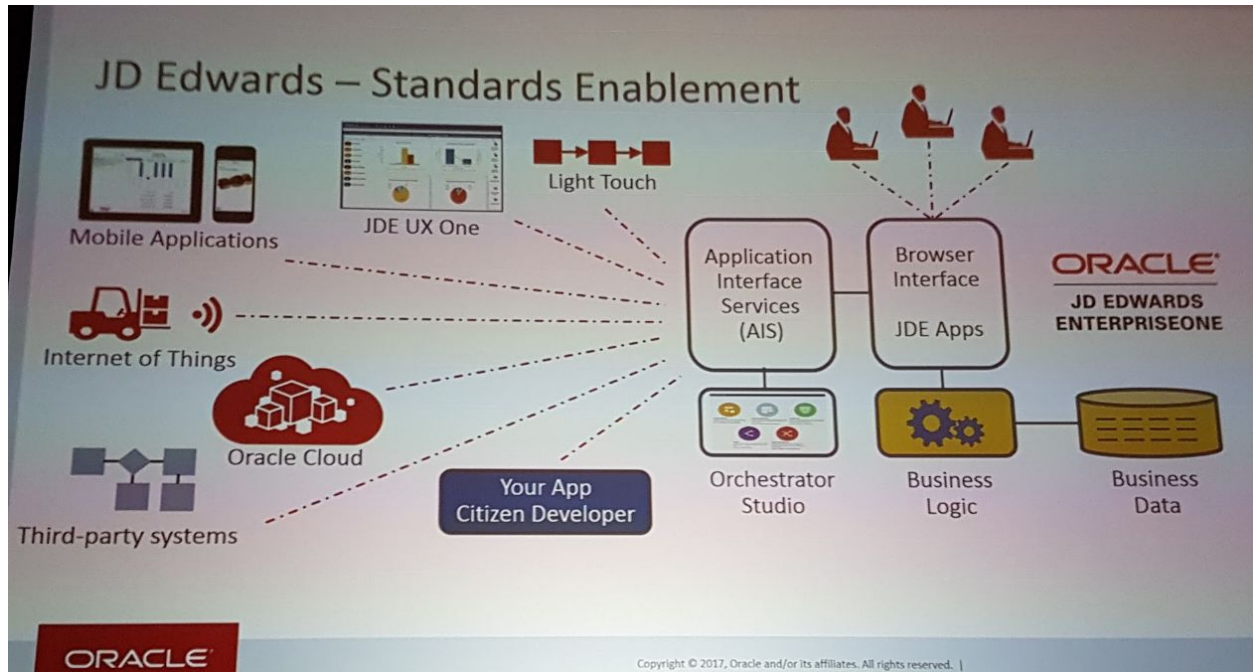 JD Edwards – Standards Enablement
7.111
Mobile Applications
JDE UX One
Light Touch
Internet of Things
Oracle Cloud
Third-party systems
Your App
Citizen Developer
Application
Interface
Services
(AIS)
Browser
Interface
JDE Apps
ORACLE®
JD EDWARDS
ENTERPRISEONE
Orchestrator
Studio
Business
Logic
Business
Data
ORACLE®
Copyright © 2017, Oracle and/or its affiliates. All rights reserved. |